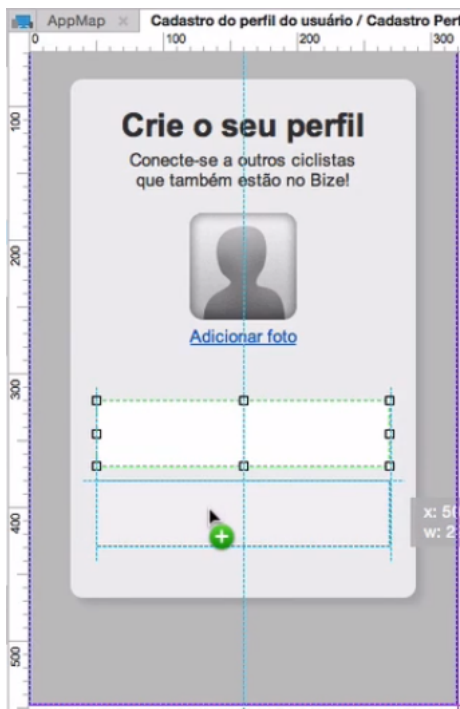 AppMap × Cadastro do perfil do usuário / Cadastro Perf
0 100 200 300
100
200
300
400
500
Crie o seu perfil
Conecte-se a outros ciclistas
que também estão no Bize!
Adicionar foto
x: 50
w: 2